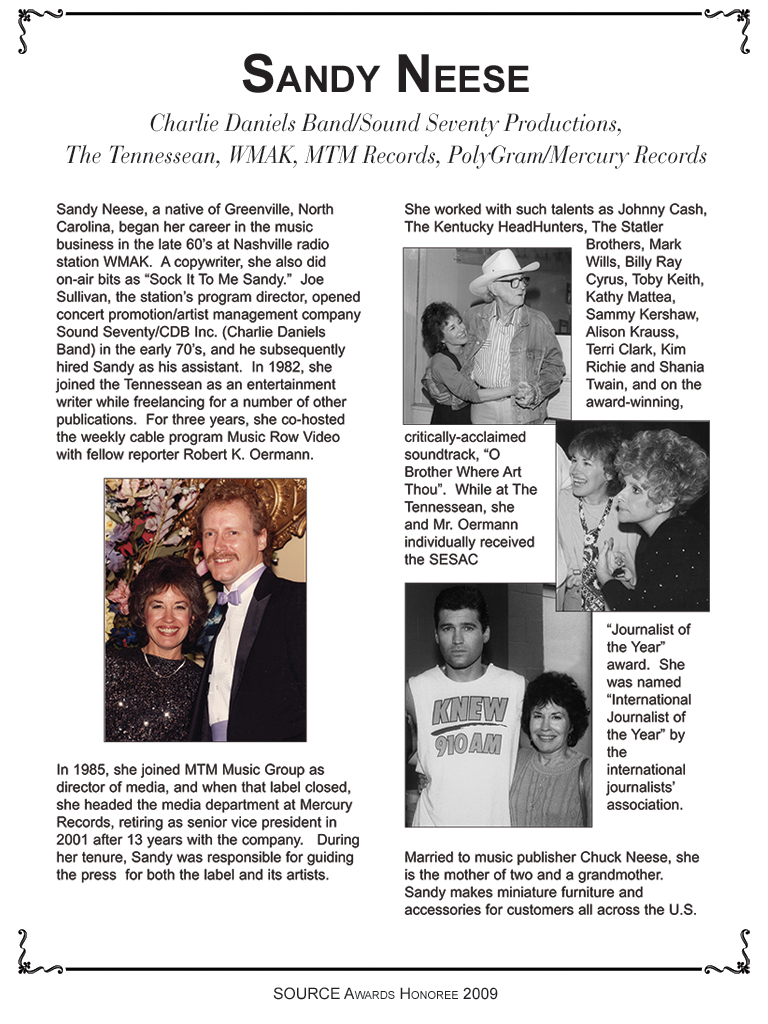 SANDY NEESE
Charlie Daniels Band/Sound Seventy Productions,
The Tennessean, WMAK, MTM Records, PolyGram/Mercury Records
Sandy Neese, a native of Greenville, North
Carolina, began her career in the music
business in the late 60's at Nashville radio
station WMAK.  A copywriter, she also did
on-air bits as “Sock It To Me Sandy.”  Joe
Sullivan, the station's program director, opened
concert promotion/artist management company
Sound Seventy/CDB Inc. (Charlie Daniels
Band) in the early 70's, and he subsequently
hired Sandy as his assistant.  In 1982, she
joined the Tennessean as an entertainment
writer while freelancing for a number of other
publications.  For three years, she co-hosted
the weekly cable program Music Row Video
with fellow reporter Robert K. Oermann.
In 1985, she joined MTM Music Group as
director of media, and when that label closed,
she headed the media department at Mercury
Records, retiring as senior vice president in
2001 after 13 years with the company.   During
her tenure, Sandy was responsible for guiding
the press  for both the label and its artists.
She worked with such talents as Johnny Cash,
The Kentucky HeadHunters, The Statler
Brothers, Mark
Wills, Billy Ray
Cyrus, Toby Keith,
Kathy Mattea,
Sammy Kershaw,
Alison Krauss,
Terri Clark, Kim
Richie and Shania
Twain, and on the
award-winning,
critically-acclaimed
soundtrack, “O
Brother Where Art
Thou”.  While at The
Tennessean, she
and Mr. Oermann
individually received
the SESAC
“Journalist of
the Year”
award.  She
was named
“International
Journalist of
the Year” by
the
international
journalists'
association.
KNEW
910 AM
Married to music publisher Chuck Neese, she
is the mother of two and a grandmother.
Sandy makes miniature furniture and
accessories for customers all across the U.S.
SOURCE AWARDS HONOREE 2009